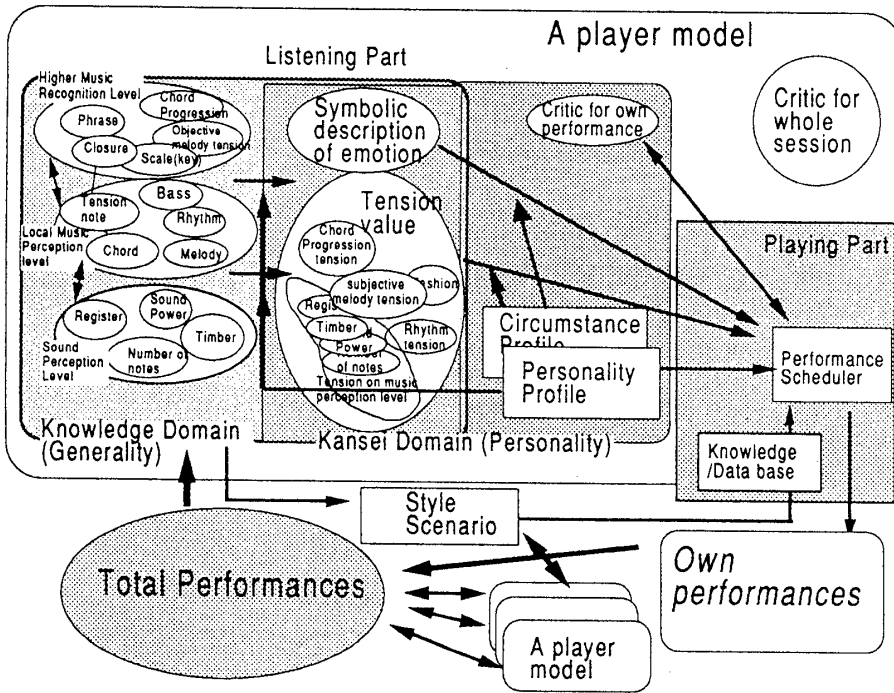 A player model
Listening Part
Higher Music
Recognition Level
Chord
Progression
Phrase
Objective
melody tension
Closure
Scale(key)
Tension
note
Bass
Rhythm
Local Music
Perception
level
Chord
Melody
Register
Sound
Power
Timber
Sound
Perception
Level
Number of
notes
Knowledge Domain
(Generality)
Symbolic
description
of emotion
Tension
value
Chord
Progression
tension
subjective
melody tension
Timber
Power
Rhythm
tension
of notes
Tension on music
perception level
Kansei Domain (Personality)
Critic for own
performance
Critic for
whole
session
Circumstance
Profile
Personality
Profile
Playing Part
Performance
Scheduler
Knowledge
/Data base
Style
Scenario
Total Performances
Own
performances
A player
model